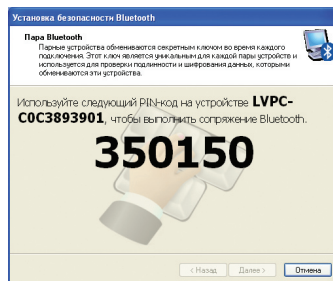 Установка безопасности Bluetooth
Пара Bluetooth
Парные устройства обмениваются секретным ключом во время каждого
подключения. Этот ключ является уникальным для каждой пары устройств и
используется для проверки подлинности и шифрования данных, которыми
обмениваются эти устройства.
Используйте следующий PIN-код на устройстве LVPC-
C0C3893901, чтобы выполнить сопряжение Bluetooth.
350150
< Назад
Далее >
Отмена